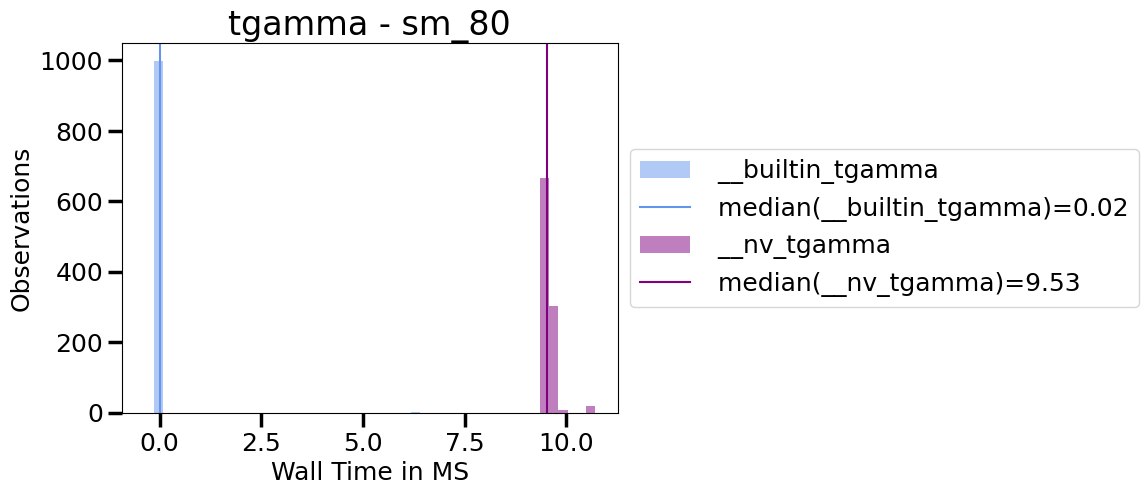 tgamma - sm_80
Observations
1000
800
600
400
200
0
0.0 2.5 5.0 7.5 10.0
Wall Time in MS
__builtin_tgamma
median(__builtin_tgamma)=0.02
__nv_tgamma
median(__nv_tgamma)=9.53